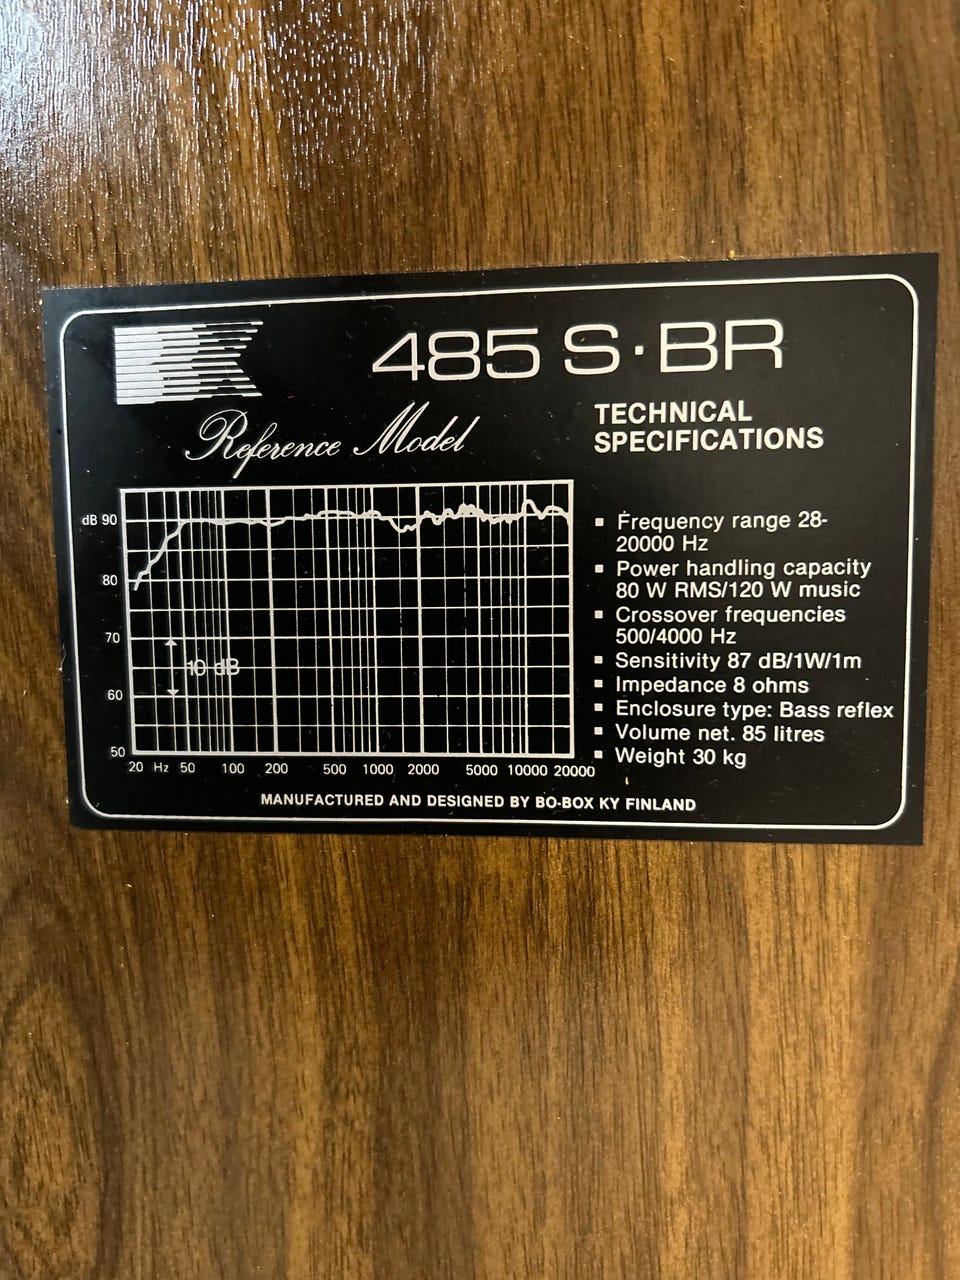 485 S·BR
Reference Model
TECHNICAL
SPECIFICATIONS
dB 90
80
70
10 dB
60
50
20 Hz 50 100 200 500 1000 2000 5000 10000 20000
▪ Frequency range 28-
20000 Hz
▪ Power handling capacity
80 W RMS/120 W music
▪ Crossover frequencies
500/4000 Hz
▪ Sensitivity 87 dB/1W/1m
▪ Impedance 8 ohms
▪ Enclosure type: Bass reflex
▪ Volume net. 85 litres
▪ Weight 30 kg
MANUFACTURED AND DESIGNED BY BO-BOX KY FINLAND